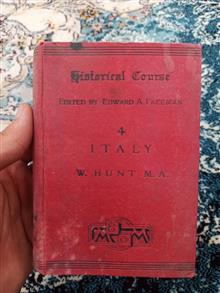 Historical Course
EDITED BY EDWARD A. FREEMAN
4
ITALY
W. HUNT M.A.